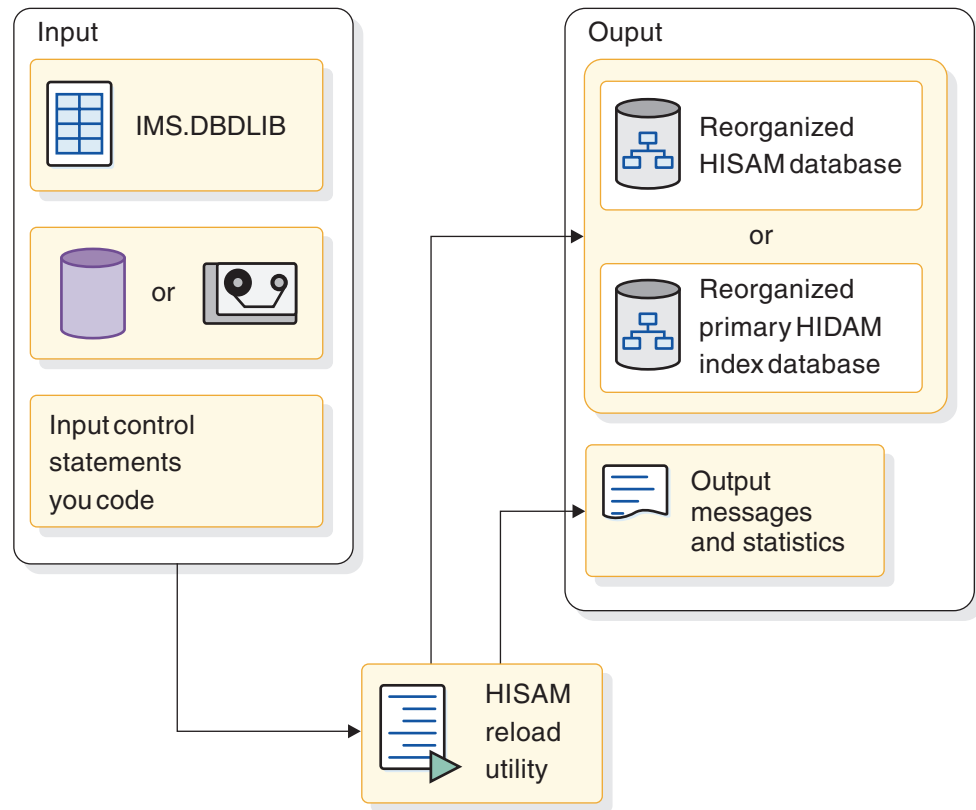 Input
IMS.DBDLIB
or
Input control
statements
you code
Ouput
Reorganized
HISAM database
or
Reorganized
primary HIDAM
index database
Output
messages
and statistics
HISAM
reload
utility